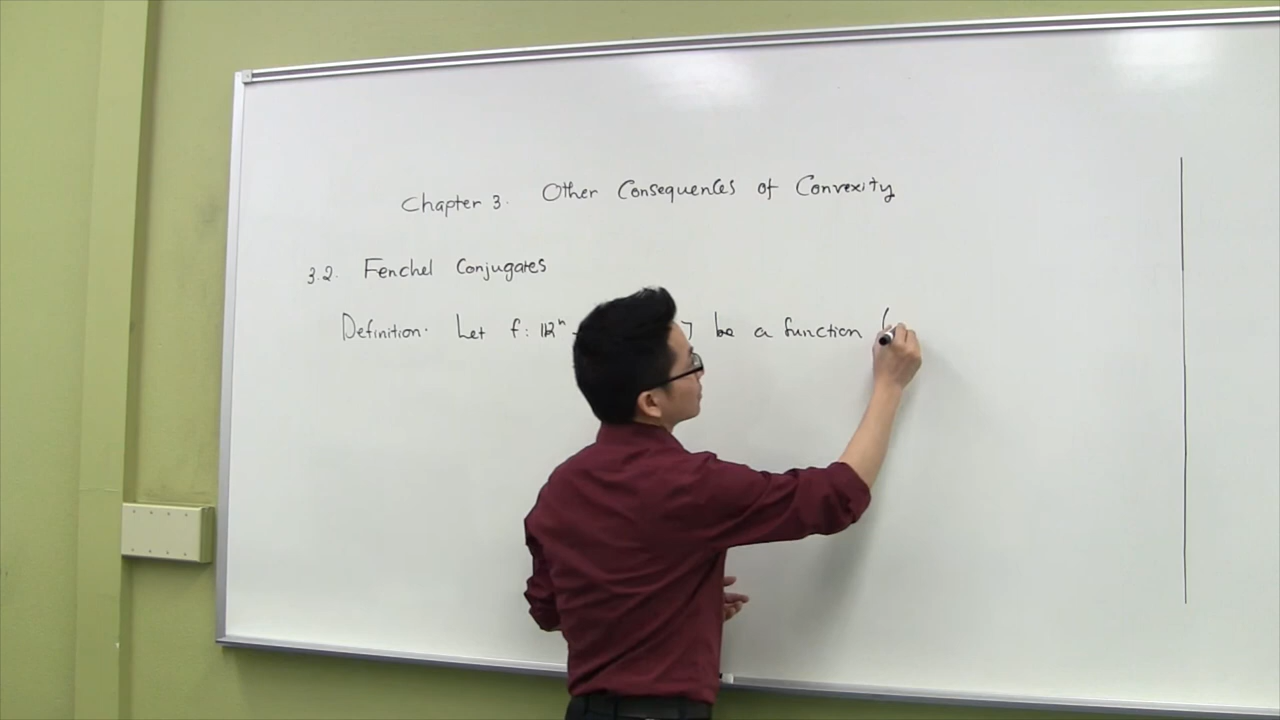 Chapter 3. Other Consequences of Convexity
3.2. Fenchel Conjugates
Definition. Let f: ℝⁿ ] be a function (